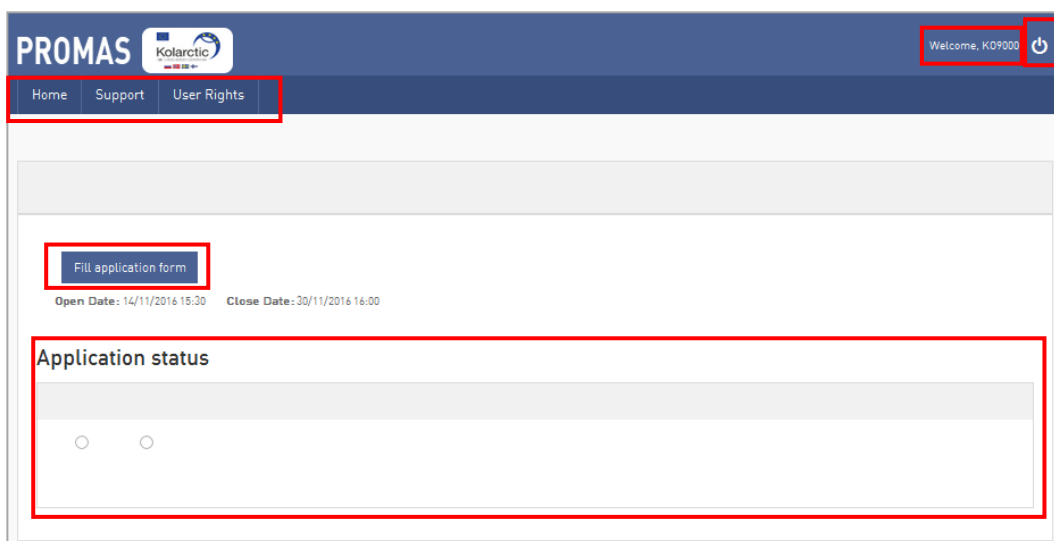 PROMAS
Kolarctic
Welcome, KO9000
Home Support User Rights
Fill application form
Open Date: 14/11/2016 15:30 Close Date: 30/11/2016 16:00
Application status